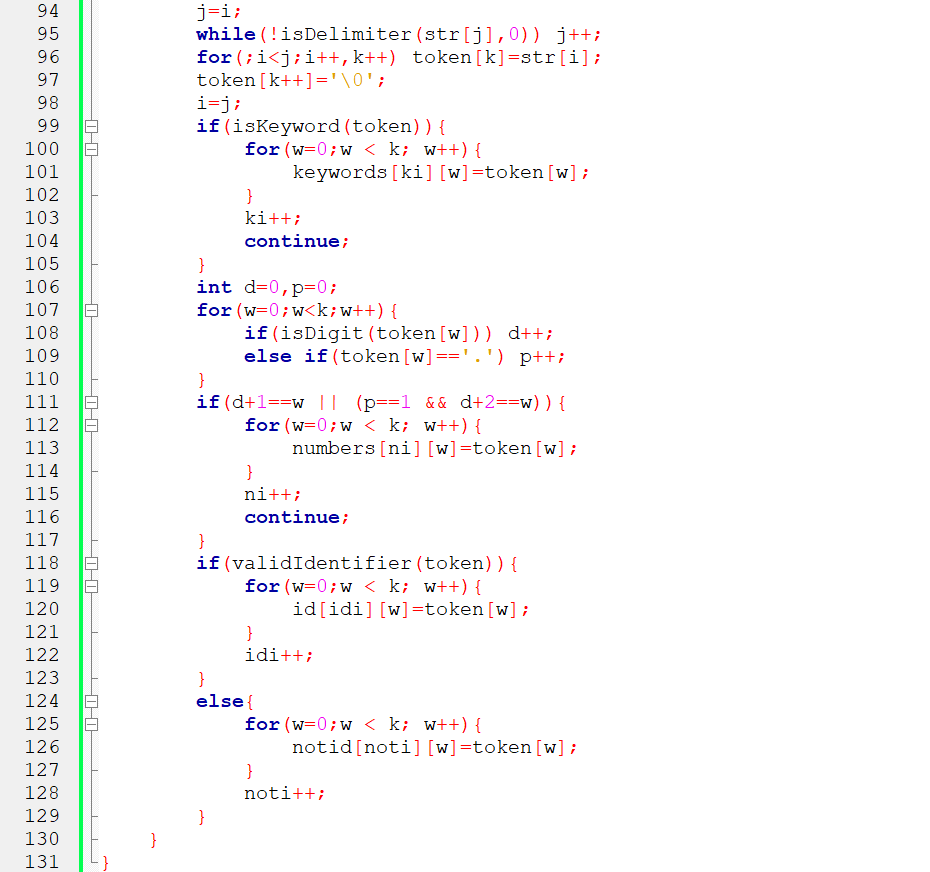 94 j=i;
95 while(!isDelimiter(str[j],0)) j++;
96 for(;i<j;i++,k++) token[k]=str[i];
97 token[k++]='\0';
98 i=j;
99 if(isKeyword(token)){
100 for(w=0;w < k; w++){
101 keywords[ki][w]=token[w];
102 }
103 ki++;
104 continue;
105 }
106 int d=0,p=0;
107 for(w=0;w<k;w++){
108 if(isDigit(token[w])) d++;
109 else if(token[w]=='.') p++;
110 }
111 if(d+1==w || (p==1 && d+2==w)){
112 for(w=0;w < k; w++){
113 numbers[ni][w]=token[w];
114 }
115 ni++;
116 continue;
117 }
118 if(validIdentifier(token)){
119 for(w=0;w < k; w++){
120 id[idi][w]=token[w];
121 }
122 idi++;
123 }
124 else{
125 for(w=0;w < k; w++){
126 notid[noti][w]=token[w];
127 }
128 noti++;
129 }
130 }
131 }